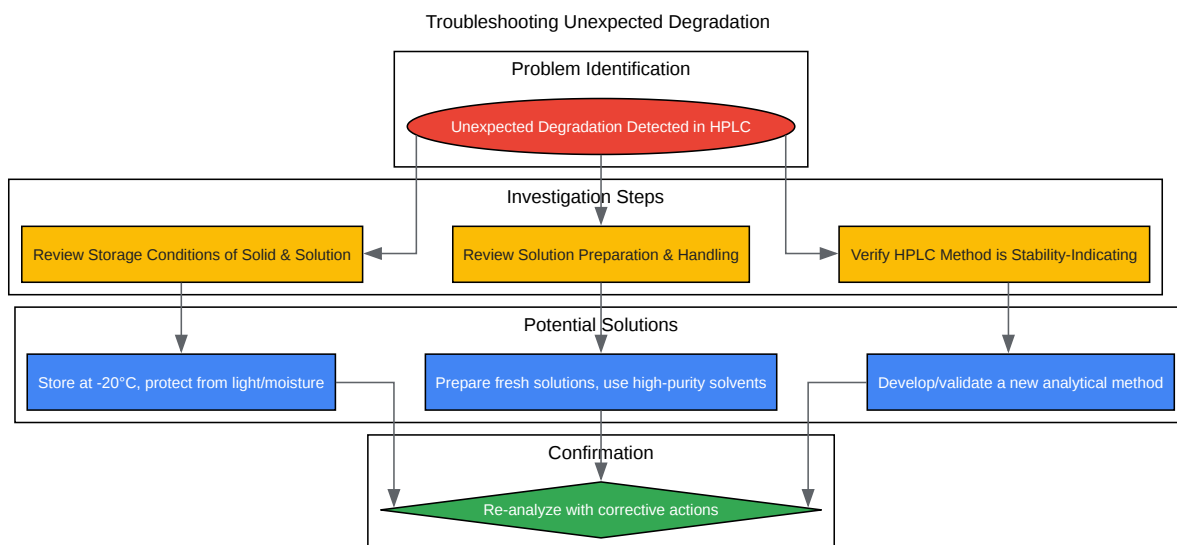 Troubleshooting Unexpected Degradation
Problem Identification
Unexpected Degradation Detected in HPLC
Investigation Steps
Review Storage Conditions of Solid & Solution
Review Solution Preparation & Handling
Verify HPLC Method is Stability-Indicating
Potential Solutions
Store at -20°C, protect from light/moisture
Prepare fresh solutions, use high-purity solvents
Develop/validate a new analytical method
Confirmation
Re-analyze with corrective actions